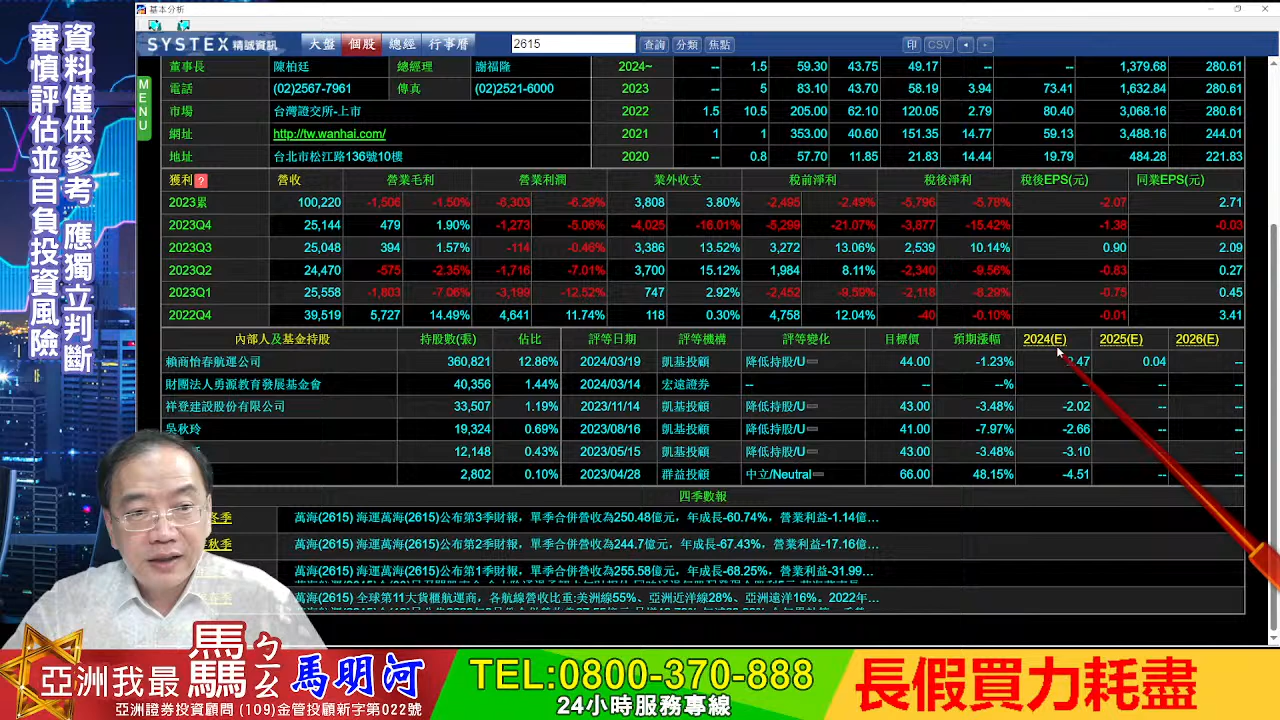 基本分析
SYSTEX 精誠資訊 大盤 個股 總經 行事曆 2615 查詢 分類 焦點 印 CSV
資料僅供參考 應獨立判斷
審慎評估並自負投資風險
MENU
董事長 陳柏廷 總經理 謝福隆 2024~ -- 1.5 59.30 43.75 49.17 -- -- 1,379.68 280.61
電話 (02)2567-7961 傳真 (02)2521-6000 2023 -- 5 83.10 43.70 58.19 3.94 73.41 1,632.84 280.61
市場 台灣證交所-上市 2022 1.5 10.5 205.00 62.10 120.05 2.79 80.40 3,068.16 280.61
網址 http://tw.wanhai.com/ 2021 1 1 353.00 40.60 151.35 14.77 59.13 3,488.16 244.01
地址 台北市松江路136號10樓 2020 -- 0.8 57.70 11.85 21.83 14.44 19.79 484.28 221.83
獲利 ? 營收 營業毛利 營業利潤 業外收支 稅前淨利 稅後淨利 稅後EPS(元) 同業EPS(元)
2023累 100,220 -1,506 -1.50% -6,303 -6.29% 3,808 3.80% -2,495 -2.49% -5,796 -5.78% -2.07 2.71
2023Q4 25,144 479 1.90% -1,273 -5.06% -4,025 -16.01% -5,299 -21.07% -3,877 -15.42% -1.38 -0.03
2023Q3 25,048 394 1.57% -114 -0.46% 3,386 13.52% 3,272 13.06% 2,539 10.14% 0.90 2.09
2023Q2 24,470 -575 -2.35% -1,716 -7.01% 3,700 15.12% 1,984 8.11% -2,340 -9.56% -0.83 0.27
2023Q1 25,558 -1,803 -7.06% -3,199 -12.52% 747 2.92% -2,452 -9.59% -2,118 -8.29% -0.75 0.45
2022Q4 39,519 5,727 14.49% 4,641 11.74% 118 0.30% 4,758 12.04% -40 -0.10% -0.01 3.41
內部人及基金持股 持股數(張) 佔比 評等日期 評等機構 評等變化 目標價 預期漲幅 2024(E) 2025(E) 2026(E)
賴商怡春航運公司 360,821 12.86% 2024/03/19 凱基投顧 降低持股/U 44.00 -1.23% 2.47 0.04 --
財團法人勇源教育發展基金會 40,356 1.44% 2024/03/14 宏遠證券 -- -- --% -- -- --
祥登建設股份有限公司 33,507 1.19% 2023/11/14 凱基投顧 降低持股/U 43.00 -3.48% -2.02 -- --
吳秋玲 19,324 0.69% 2023/08/16 凱基投顧 降低持股/U 41.00 -7.97% -2.66 -- --
12,148 0.43% 2023/05/15 凱基投顧 降低持股/U 43.00 -3.48% -3.10 -- --
2,802 0.10% 2023/04/28 群益投顧 中立/Neutral 66.00 48.15% -4.51 -- --
四季數報
冬季 萬海(2615) 海運萬海(2615)公布第3季財報，單季合併營收為250.48億元，年成長-60.74%，營業利益-1.14億元，年...
秋季 萬海(2615) 海運萬海(2615)公布第2季財報，單季合併營收為244.7億元，年成長-67.43%，營業利益-17.16億元，...
萬海(2615) 海運萬海(2615)公布第1季財報，單季合併營收為255.58億元，年成長-68.25%，營業利益-31.99...
春季 萬海(2615) 全球第11大貨櫃航運商，各航線營收比重:美洲線55%、亞洲近洋線28%、亞洲遠洋16%。2022年...
亞洲我最 馬驫 ㄅㄧㄠ 馬明河
亞洲證券投資顧問 (109)金管投顧新字第022號
TEL:0800-370-888
24小時服務專線
長假買力耗盡